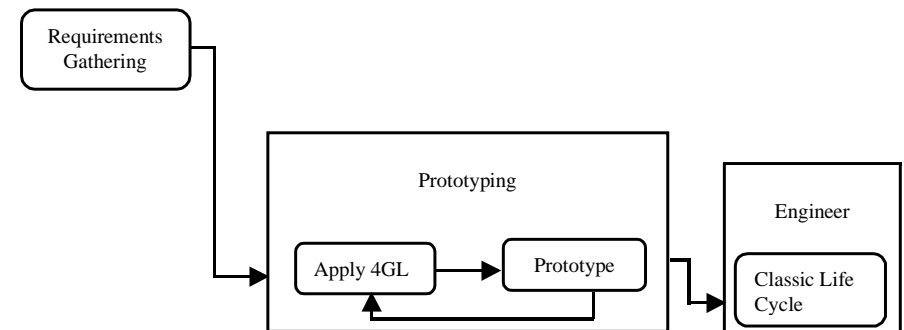 Requirements
Gathering
Prototyping
Apply 4GL
Prototype
Engineer
Classic Life
Cycle